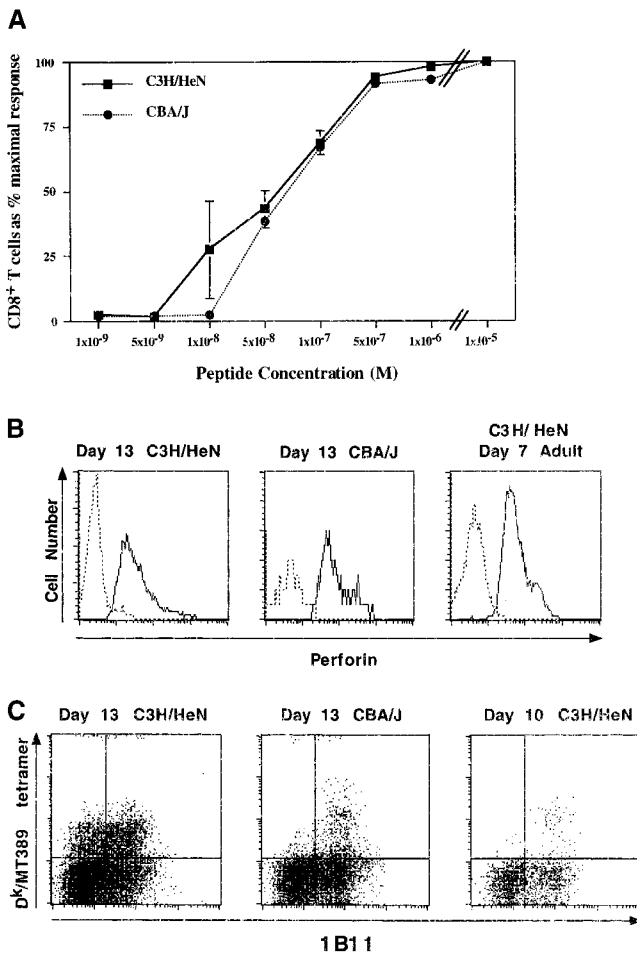 A
CD8+ T cells as % maximal response
100
75
50
25
0
C3H/HeN
CBA/J
1x10-9
5x10-9
1x10-8
5x10-8
1x10-7
5x10-7
1x10-6
1x10-5
Peptide Concentration (M)
B
Day 13 C3H/HeN
Day 13 CBA/J
C3H/HeN
Day 7 Adult
Cell Number
Perforin
C
Day 13 C3H/HeN
Day 13 CBA/J
Day 10 C3H/HeN
Dk/MT389 tetramer
1B11